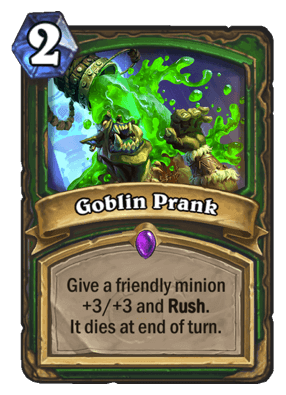 2
Goblin Prank
Give a friendly minion
+3/+3 and Rush.
It dies at end of turn.